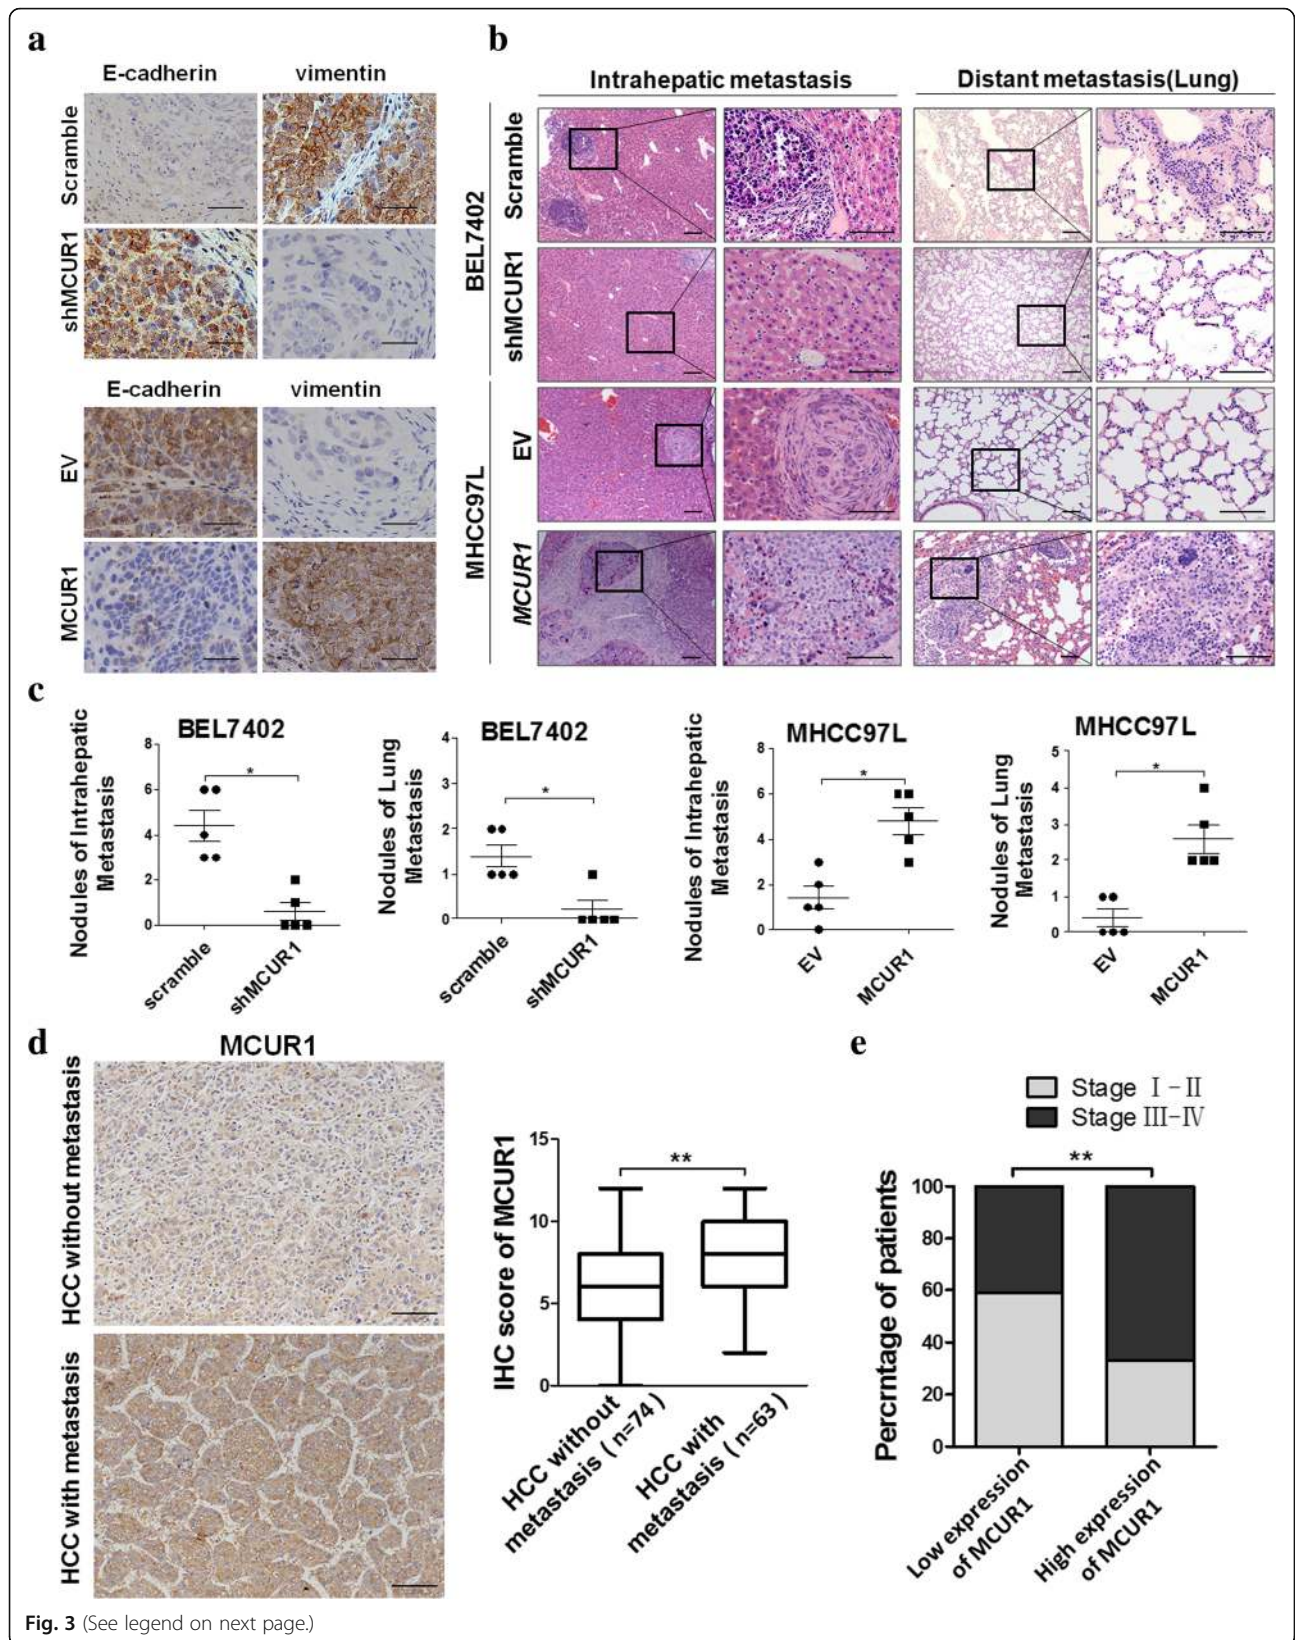 a
E-cadherin
vimentin
Scramble
shMCUR1
E-cadherin
vimentin
EV
MCUR1
b
Intrahepatic metastasis
Distant metastasis(Lung)
BEL7402
Scramble
shMCUR1
MHCC97L
EV
MCUR1
c
Nodules of Intrahepatic
Metastasis
BEL7402
8
6
4
2
0
*
scramble
shMCUR1
Nodules of Lung
Metastasis
BEL7402
4
3
2
1
0
*
scramble
shMCUR1
Nodules of Intrahepatic
Metastasis
MHCC97L
8
6
4
2
0
*
EV
MCUR1
Nodules of Lung
Metastasis
MHCC97L
5
4
3
2
1
0
*
EV
MCUR1
d
MCUR1
HCC without metastasis
HCC with metastasis
IHC score of MCUR1
15
10
5
0
**
HCC without
metastasis ( n=74 )
HCC with
metastasis ( n=63 )
e
Stage Ⅰ-Ⅱ
Stage Ⅲ-Ⅳ
**
Percrntage of patients
100
80
60
40
20
0
Low expression
of MCUR1
High expression
of MCUR1
Fig. 3 (See legend on next page.)